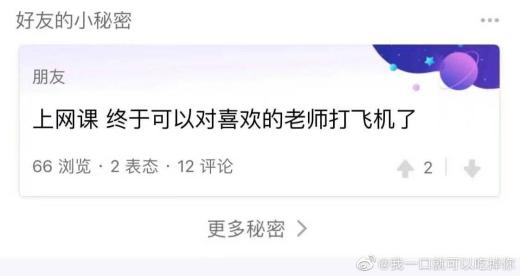 好友的小秘密
朋友
上网课 终于可以对喜欢的老师打飞机了
66 浏览 · 2 表态 · 12 评论
2
更多秘密
@我一口就可以吃掉你